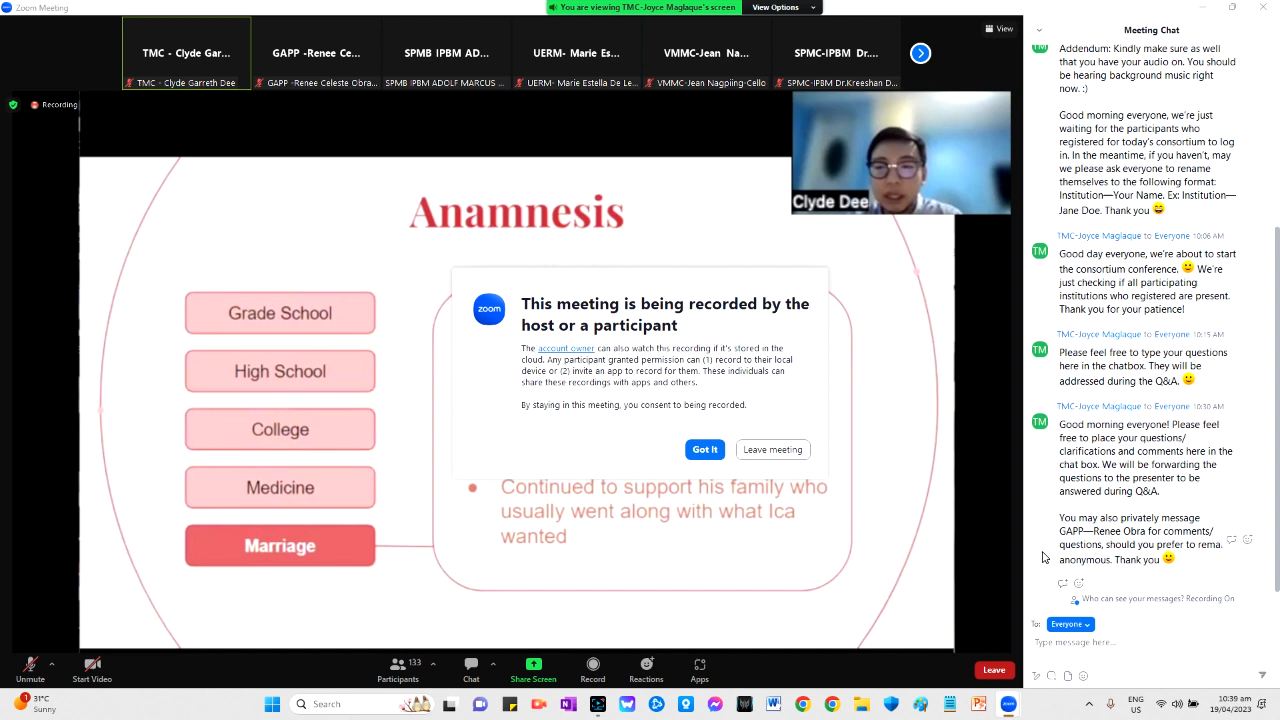 Zoom Meeting
You are viewing TMC-Joyce Maglaque's screen
View Options
View
TMC - Clyde Gar...
GAPP -Renee Ce...
SPMB IPBM AD...
UERM- Marie Es...
VMMC-Jean Na...
SPMC-IPBM Dr....
TMC - Clyde Garreth Dee
GAPP -Renee Celeste Obra...
SPMB IPBM ADOLF MARCUS ...
UERM- Marie Estella De Le...
VMMC-Jean Nagpiing-Cello
SPMC-IPBM Dr.Kreeshan D...
Recording
Clyde Dee
Anamnesis
Grade School
High School
College
Medicine
Marriage
zoom
This meeting is being recorded by the
host or a participant
The account owner can also watch this recording if it's stored in the
cloud. Any participant granted permission can (1) record to their local
device or (2) invite an app to record for them. These individuals can
share these recordings with apps and others.
By staying in this meeting, you consent to being recorded.
Got it
Leave meeting
Continued to support his family who
usually went along with what Ica
wanted
Meeting Chat
TM
Addendum: Kindly make sure as well
that you have your audio on. You should
be hearing background music right
now. :)
Good morning everyone, we're just
waiting for the participants who
registered for today's consortium to
log in. In the meantime, if you haven't, may
we please ask everyone to rename
themselves to the following format:
Institution—Your Name. Ex: Institution—
Jane Doe. Thank you
TMC-Joyce Maglaque to Everyone 10:06 AM
TM
Good day everyone, we're about to start
the consortium conference. We're
just checking if all participating
institutions who registered are present.
Thank you for your patience!
TMC-Joyce Maglaque to Everyone 10:15 AM
TM
Please feel free to type your questions
here in the chatbox. They will be
addressed during the Q&A.
TMC-Joyce Maglaque to Everyone 10:30 AM
TM
Good morning everyone! Please feel
free to place your questions/
clarifications and comments here in the
chat box. We will be forwarding the
questions to the presenter to be
answered during Q&A.
You may also privately message
GAPP—Renee Obra for comments/
questions, should you prefer to rema.
anonymous. Thank you
Who can see your messages? Recording On
To: Everyone
Type message here...
Unmute
Start Video
133
Participants
Chat
Share Screen
Record
Reactions
Apps
Leave
1
31°C
Sunny
Search
ENG
US
10:39 am
19/04/2023